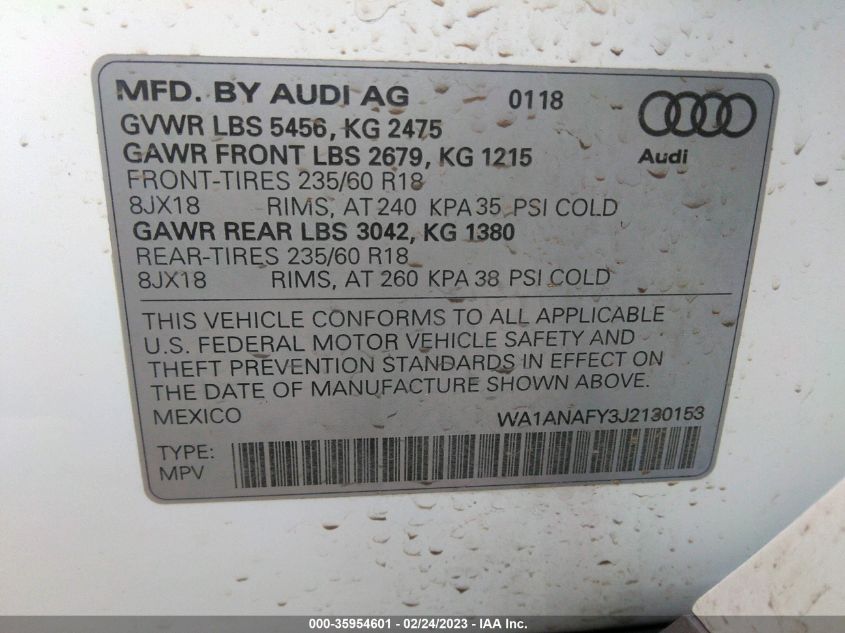 MFD. BY AUDI AG 0118
GVWR LBS 5456, KG 2475
GAWR FRONT LBS 2679, KG 1215
Audi
FRONT-TIRES 235/60 R18
8JX18 RIMS, AT 240 KPA 35 PSI COLD
GAWR REAR LBS 3042, KG 1380
REAR-TIRES 235/60 R18
8JX18 RIMS, AT 260 KPA 38 PSI COLD
THIS VEHICLE CONFORMS TO ALL APPLICABLE
U.S. FEDERAL MOTOR VEHICLE SAFETY AND
THEFT PREVENTION STANDARDS IN EFFECT ON
THE DATE OF MANUFACTURE SHOWN ABOVE.
MEXICO WA1ANAFY3J2130153
TYPE:
MPV
000-35954601 - 02/24/2023 - IAA Inc.